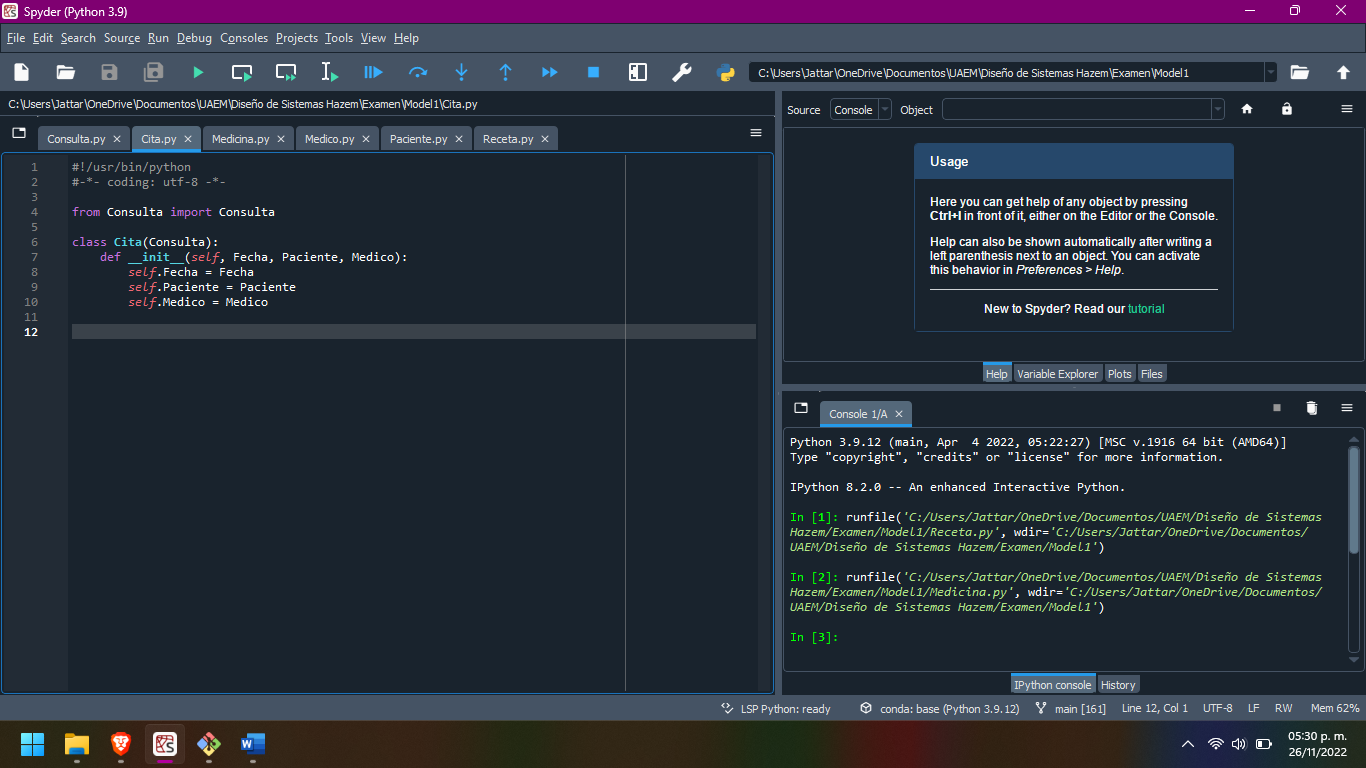 Spyder (Python 3.9)
File Edit Search Source Run Debug Consoles Projects Tools View Help
C:\Users\Jattar\OneDrive\Documentos\UAEM\Diseño de Sistemas Hazem\Examen\Model1
C:\Users\Jattar\OneDrive\Documentos\UAEM\Diseño de Sistemas Hazem\Examen\Model1\Cita.py
Consulta.py Cita.py Medicina.py Medico.py Paciente.py Receta.py
1 #!/usr/bin/python
2 #-*- coding: utf-8 -*-
3
4 from Consulta import Consulta
5
6 class Cita(Consulta):
7 def __init__(self, Fecha, Paciente, Medico):
8 self.Fecha = Fecha
9 self.Paciente = Paciente
10 self.Medico = Medico
11
12
Source Console Object
Usage
Here you can get help of any object by pressing
Ctrl+I in front of it, either on the Editor or the Console.
Help can also be shown automatically after writing a
left parenthesis next to an object. You can activate
this behavior in Preferences > Help.
New to Spyder? Read our tutorial
Help Variable Explorer Plots Files
Console 1/A
Python 3.9.12 (main, Apr  4 2022, 05:22:27) [MSC v.1916 64 bit (AMD64)]
Type "copyright", "credits" or "license" for more information.
IPython 8.2.0 -- An enhanced Interactive Python.
In [1]: runfile('C:/Users/Jattar/OneDrive/Documentos/UAEM/Diseño de Sistemas
Hazem/Examen/Model1/Receta.py', wdir='C:/Users/Jattar/OneDrive/Documentos/
UAEM/Diseño de Sistemas Hazem/Examen/Model1')
In [2]: runfile('C:/Users/Jattar/OneDrive/Documentos/UAEM/Diseño de Sistemas
Hazem/Examen/Model1/Medicina.py', wdir='C:/Users/Jattar/OneDrive/Documentos/
UAEM/Diseño de Sistemas Hazem/Examen/Model1')
In [3]:
IPython console History
LSP Python: ready conda: base (Python 3.9.12) main [161] Line 12, Col 1 UTF-8 LF RW Mem 62%
05:30 p. m.
26/11/2022